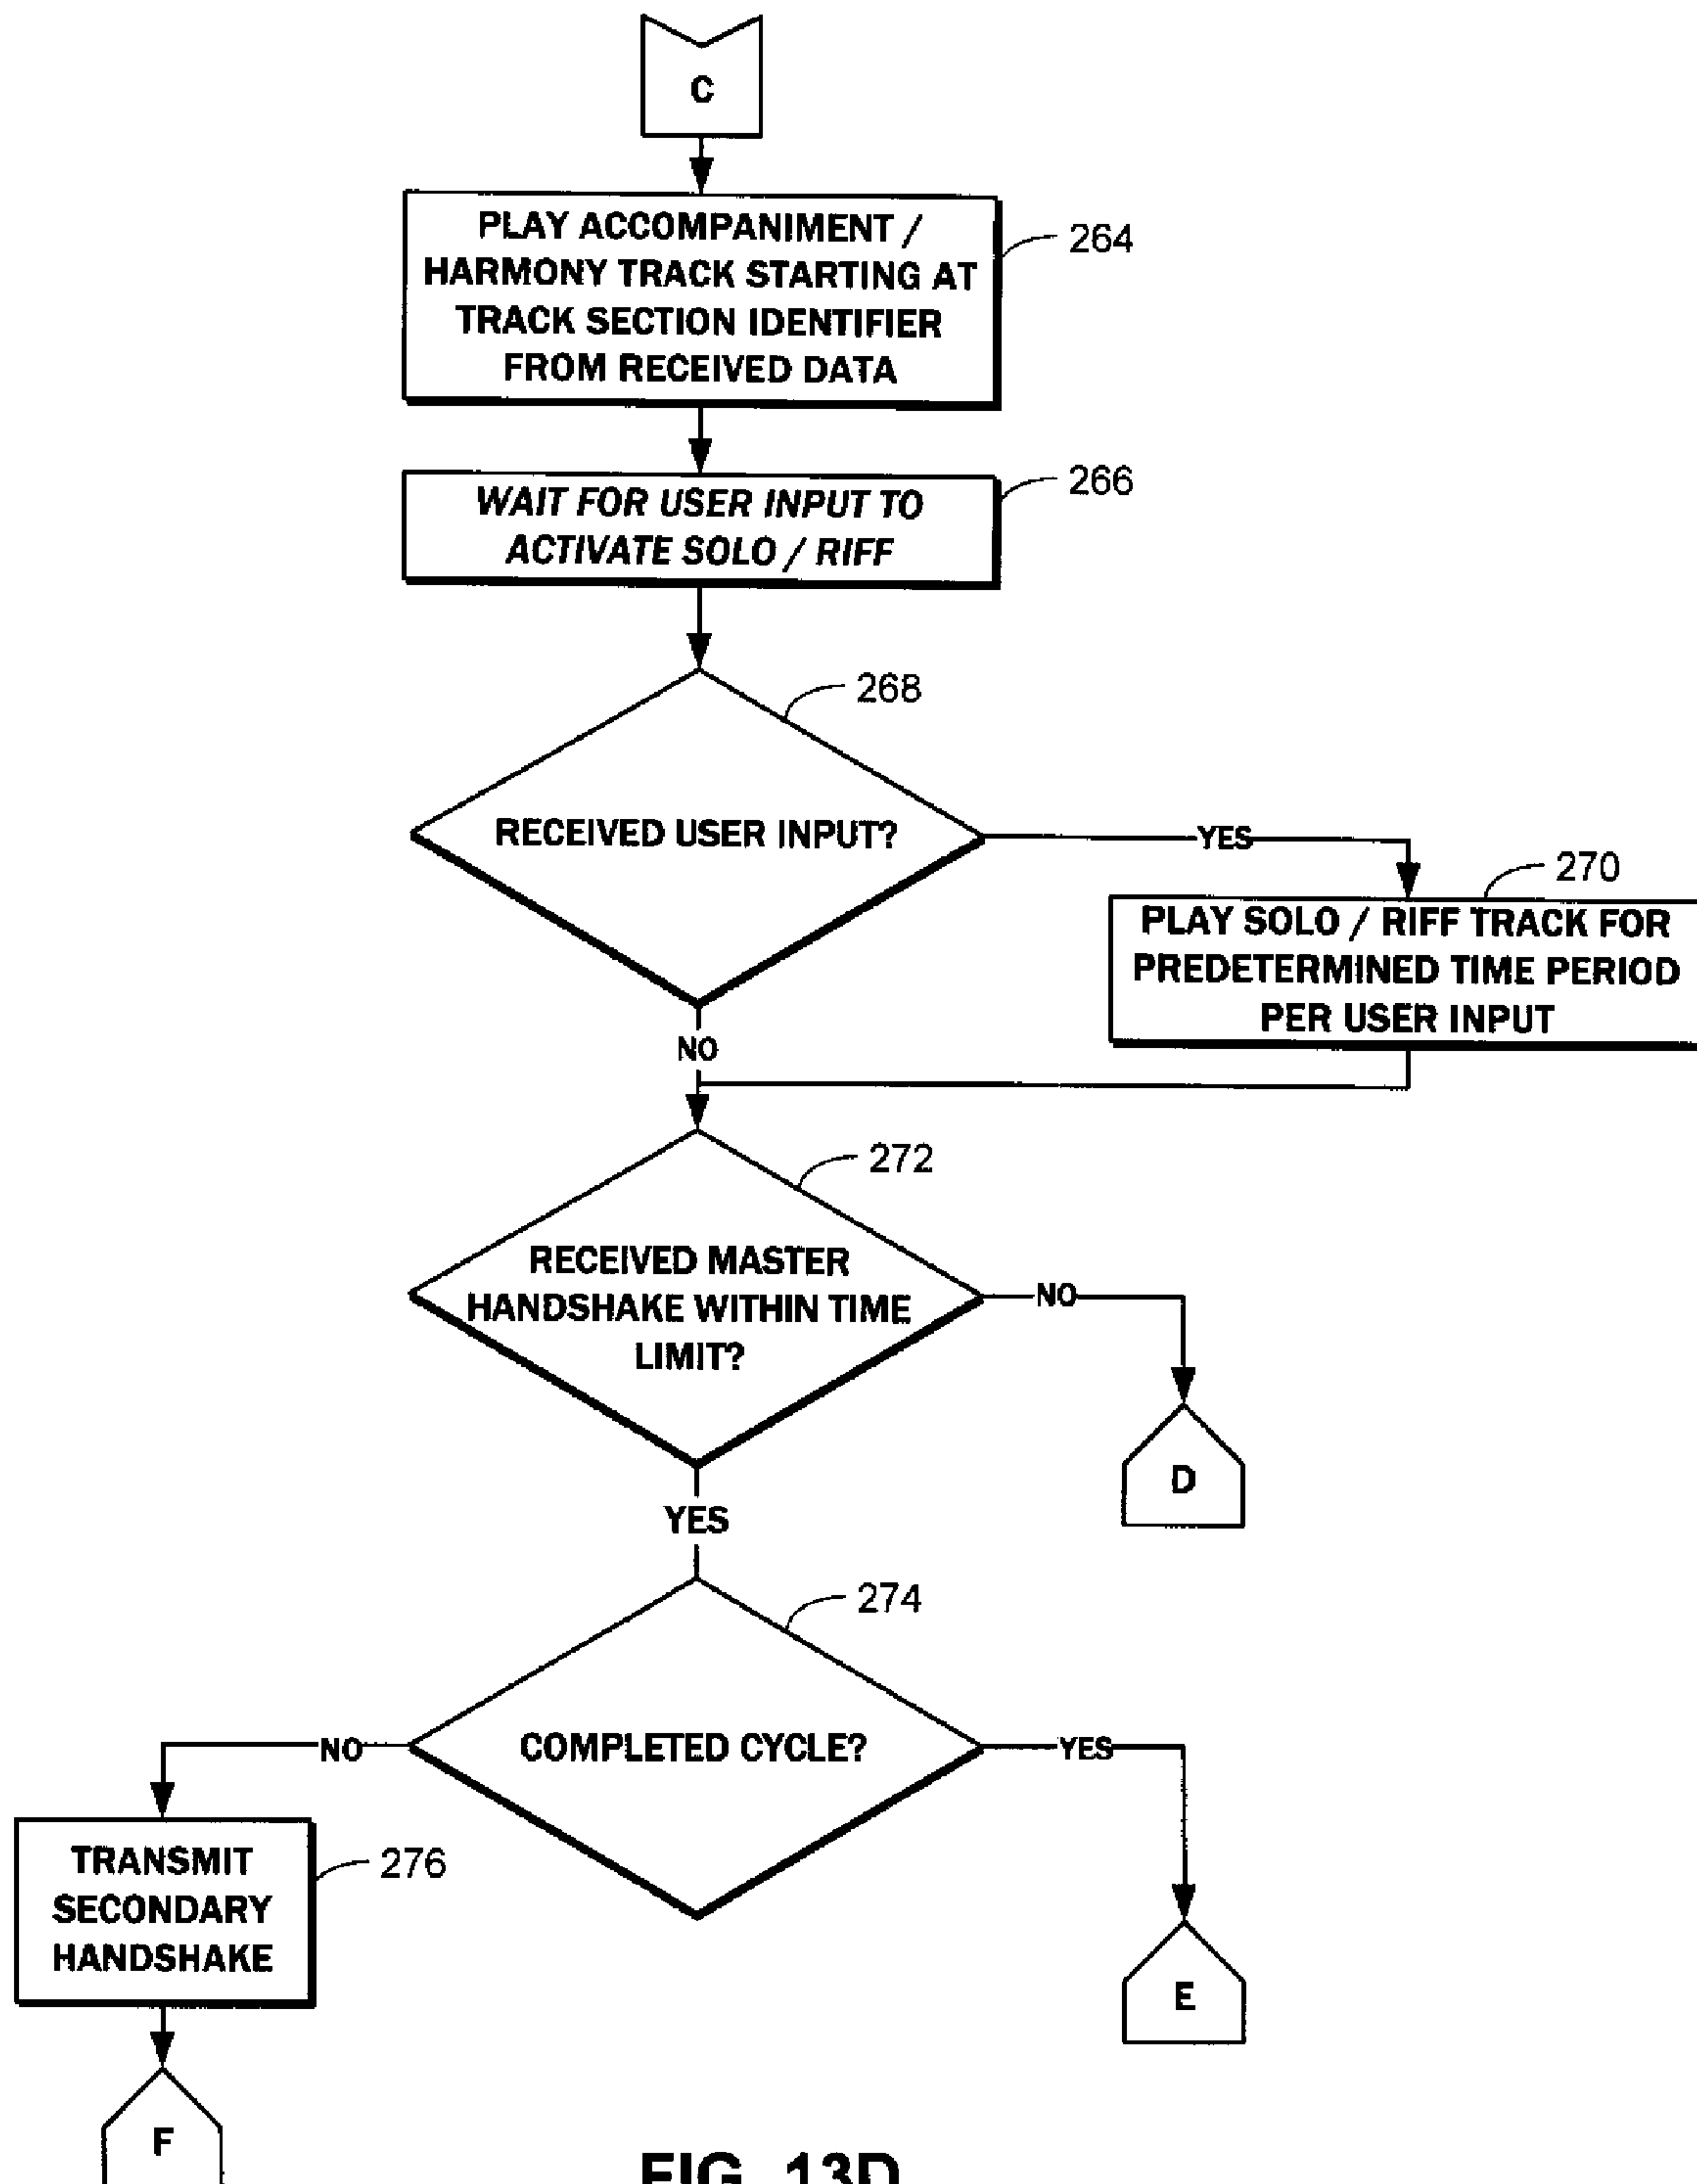 C
PLAY ACCOMPANIMENT /
HARMONY TRACK STARTING AT
TRACK SECTION IDENTIFIER
FROM RECEIVED DATA
264
WAIT FOR USER INPUT TO
ACTIVATE SOLO / RIFF
266
268
RECEIVED USER INPUT?
YES
270
PLAY SOLO / RIFF TRACK FOR
PREDETERMINED TIME PERIOD
PER USER INPUT
NO
272
RECEIVED MASTER
HANDSHAKE WITHIN TIME
LIMIT?
NO
D
YES
274
COMPLETED CYCLE?
NO
YES
TRANSMIT
SECONDARY
HANDSHAKE
276
E
F
FIG. 13D